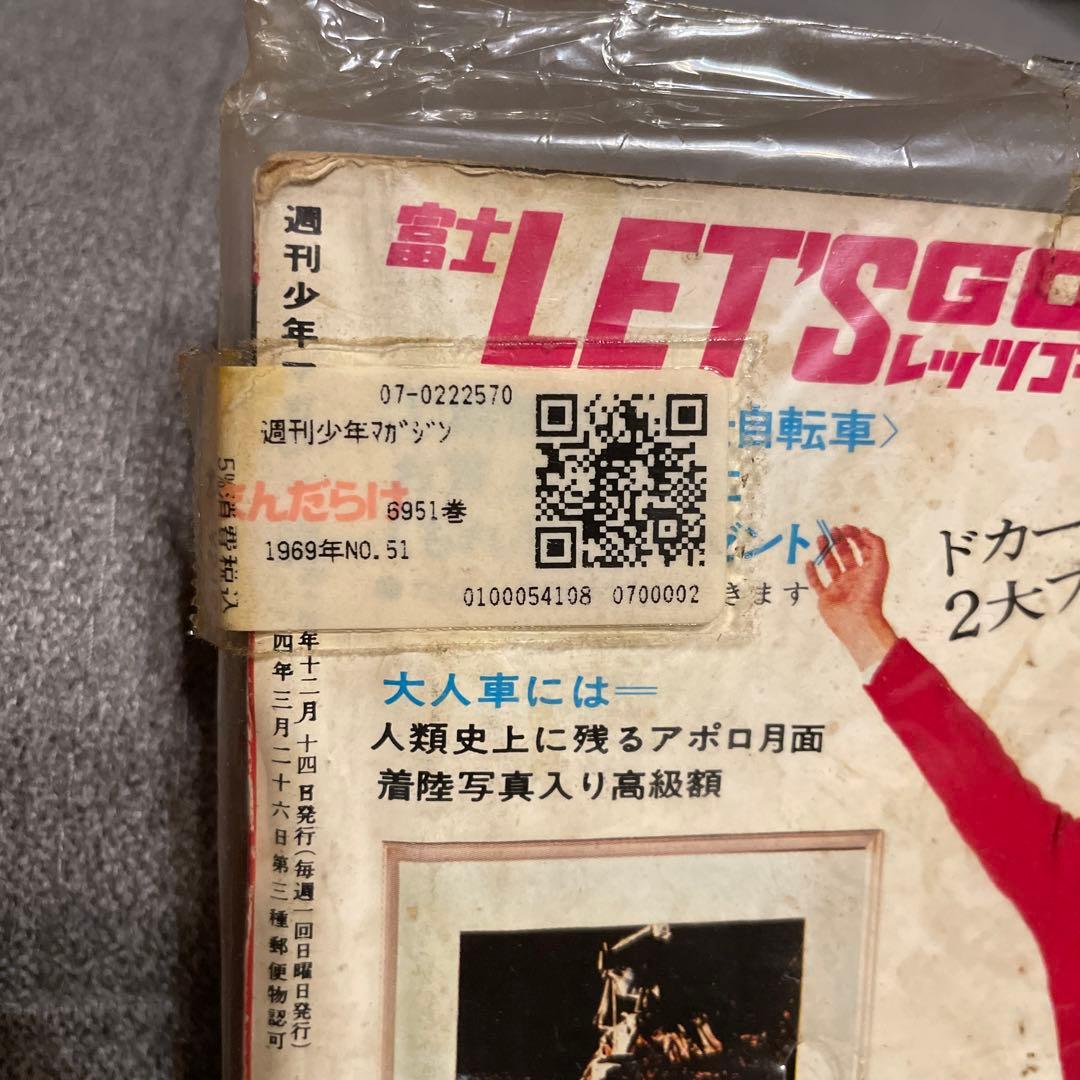 週刊少年
富士LET'S GO
レッツゴー
07-0222570
週刊少年マガジン
まんだらけ
6951巻
1969年NO.51
5%消費税込
0100054108 0700002
自転車〉
ゼント》
きます
ドカー
2大プ
大人車には＝
人類史上に残るアポロ月面
着陸写真入り高級額
年十二月十四日発行(毎週一回日曜日発行)
四年三月二十六日第三種郵便物認可